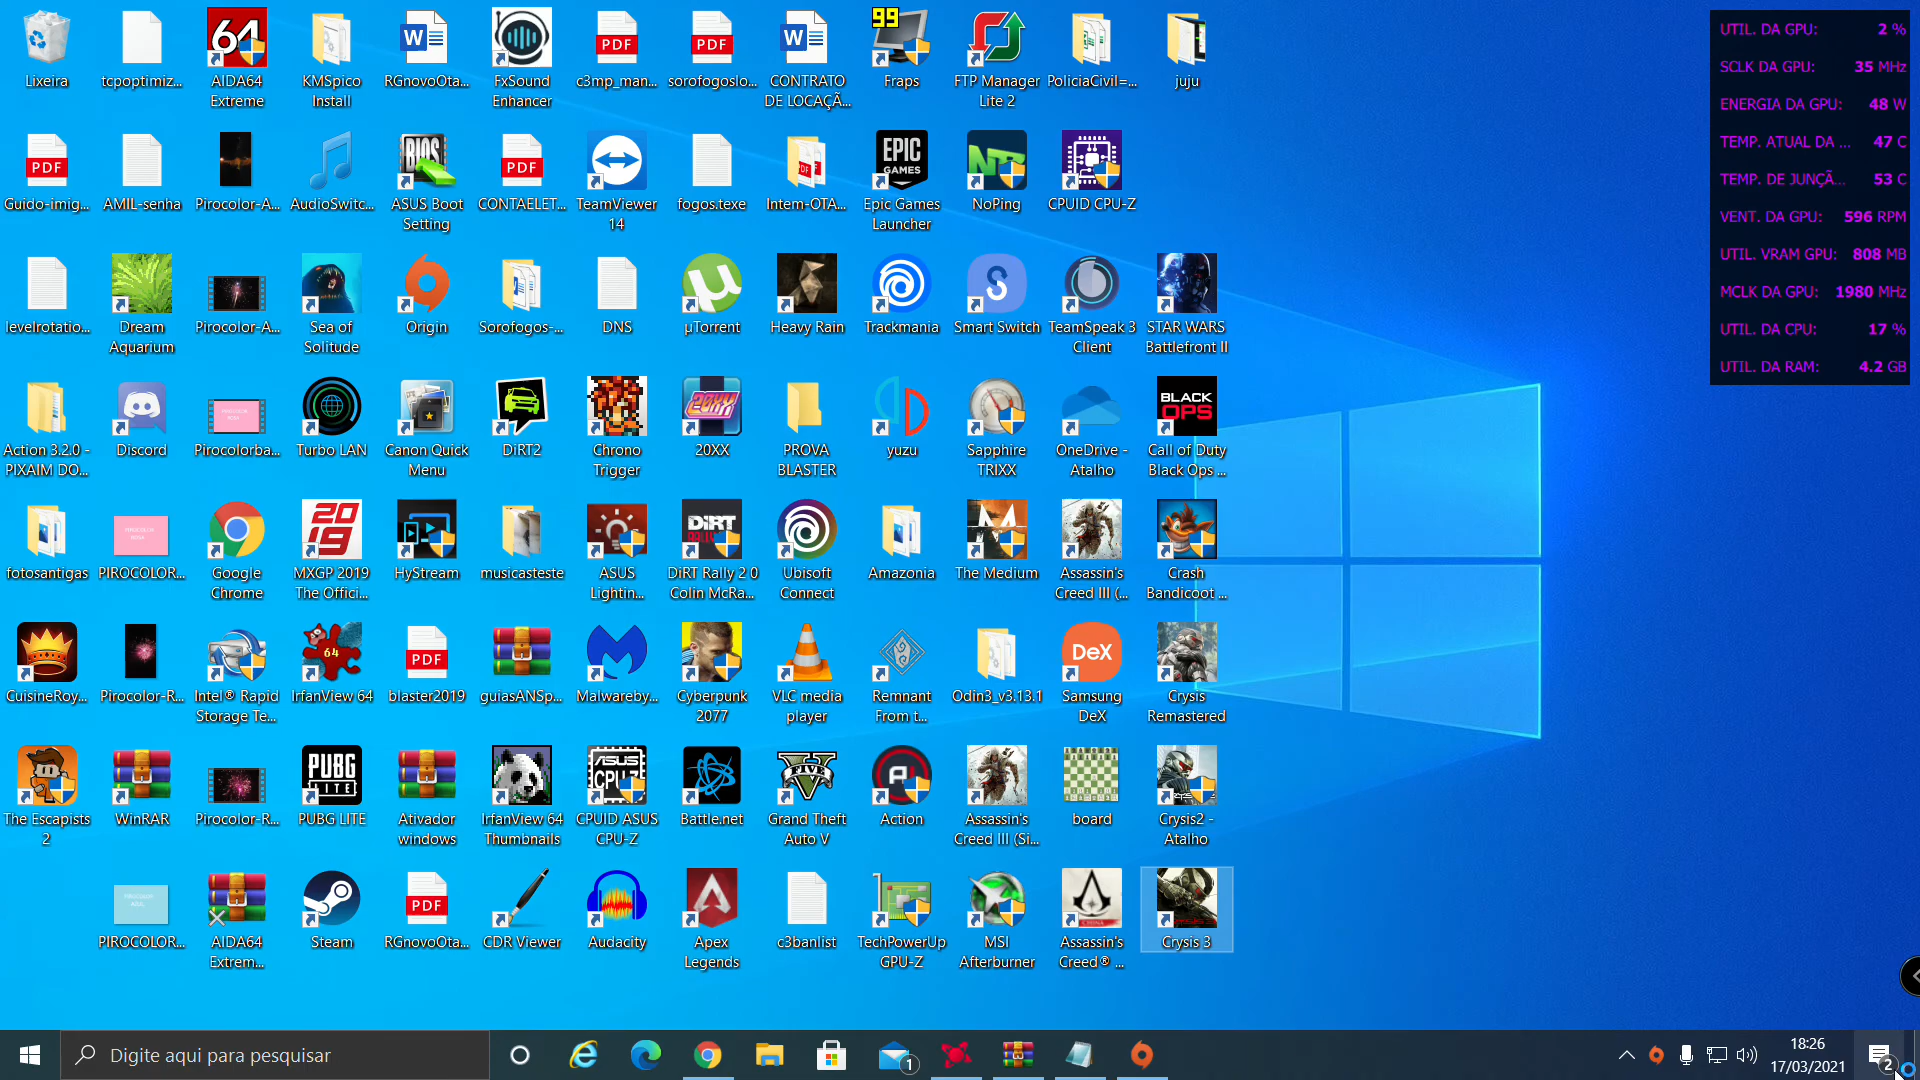 Lixeira
tcpoptimiz...
AIDA64
Extreme
KMSpico
Install
RGnovoOta...
FxSound
Enhancer
c3mp_man...
sorofogoslo...
CONTRATO
DE LOCAÇÃ...
99
Fraps
FTP Manager
Lite 2
PoliciaCivil=...
juju
Guido-imig...
AMIL-senha
Pirocolor-A...
AudioSwitc...
ASUS Boot
Setting
CONTAELET...
TeamViewer
14
fogos.texe
Intem-OTA...
Epic Games
Launcher
NoPing
CPUID CPU-Z
levelrotatio...
Dream
Aquarium
Pirocolor-A...
Sea of
Solitude
Origin
Sorofogos-...
DNS
µTorrent
Heavy Rain
Trackmania
Smart Switch
TeamSpeak 3
Client
STAR WARS
Battlefront II
Action 3.2.0 -
PIXAIM DO...
Discord
Pirocolorba...
Turbo LAN
Canon Quick
Menu
DiRT2
Chrono
Trigger
20XX
PROVA
BLASTER
yuzu
Sapphire
TRIXX
OneDrive -
Atalho
Call of Duty
Black Ops ...
fotosantigas
PIROCOLOR...
Google
Chrome
MXGP 2019
The Offici...
HyStream
musicasteste
ASUS
Lightin...
DiRT Rally 2 0
Colin McRa...
Ubisoft
Connect
Amazonia
The Medium
Assassin's
Creed III (...
Crash
Bandicoot ...
CuisineRoy...
Pirocolor-R...
Intel® Rapid
Storage Te...
IrfanView 64
blaster2019
guiasANSp...
Malwareby...
Cyberpunk
2077
VLC media
player
Remnant
From t...
Odin3_v3.13.1
Samsung
DeX
Crysis
Remastered
The Escapists
2
WinRAR
Pirocolor-R...
PUBG LITE
Ativador
windows
IrfanView 64
Thumbnails
CPUID ASUS
CPU-Z
Battle.net
Grand Theft
Auto V
Action
Assassin's
Creed III (Si...
board
Crysis2 -
Atalho
PIROCOLOR...
AIDA64
Extrem...
Steam
RGnovoOta...
CDR Viewer
Audacity
Apex
Legends
c3banlist
TechPowerUp
GPU-Z
MSI
Afterburner
Assassin's
Creed® ...
Crysis 3
UTIL. DA GPU: 2 %
SCLK DA GPU: 35 MHz
ENERGIA DA GPU: 48 W
TEMP. ATUAL DA ... 47 C
TEMP. DE JUNÇÃ... 53 C
VENT. DA GPU: 596 RPM
UTIL. VRAM GPU: 808 MB
MCLK DA GPU: 1980 MHz
UTIL. DA CPU: 17 %
UTIL. DA RAM: 4.2 GB
Digite aqui para pesquisar
1
18:26
17/03/2021
2